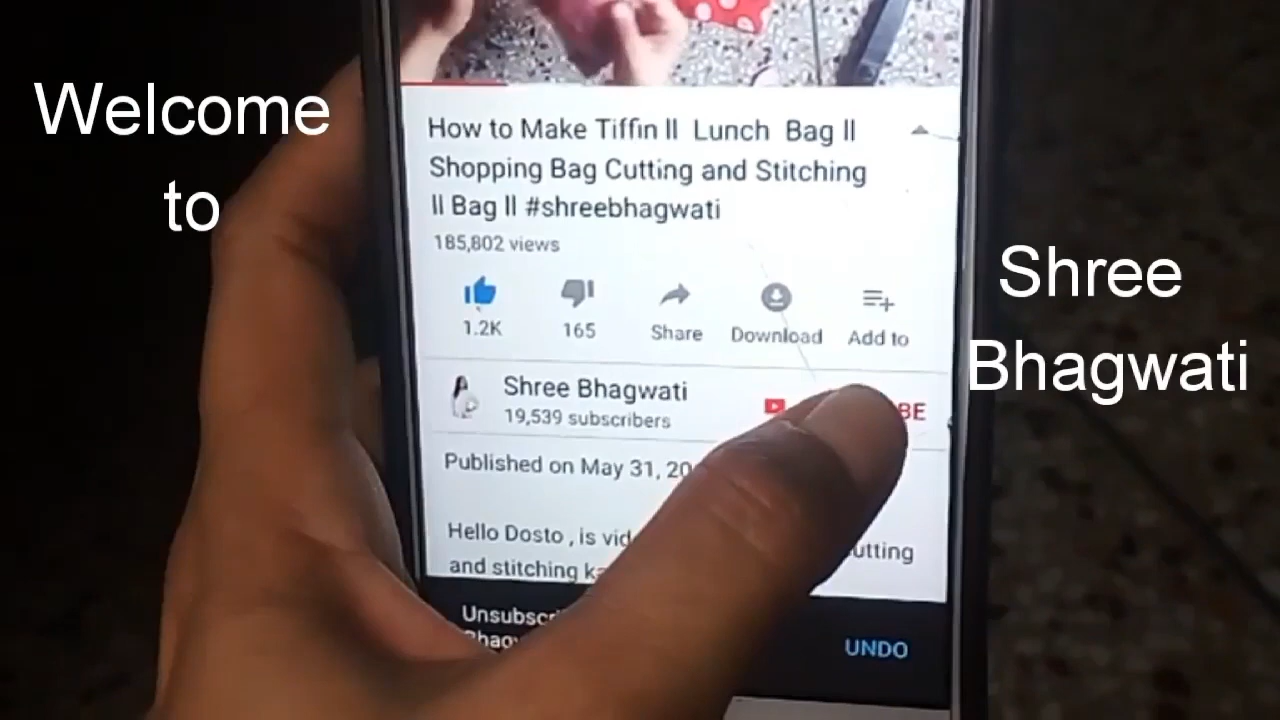 Welcome
to
How to Make Tiffin ll Lunch Bag ll
Shopping Bag Cutting and Stitching
ll Bag ll #shreebhagwati
185,802 views
1.2K
165
Share
Download
Add to
Shree Bhagwati
19,539 subscribers
Published on May 31,
Hello Dosto , is
and stitching
UNDO
Shree
Bhagwati